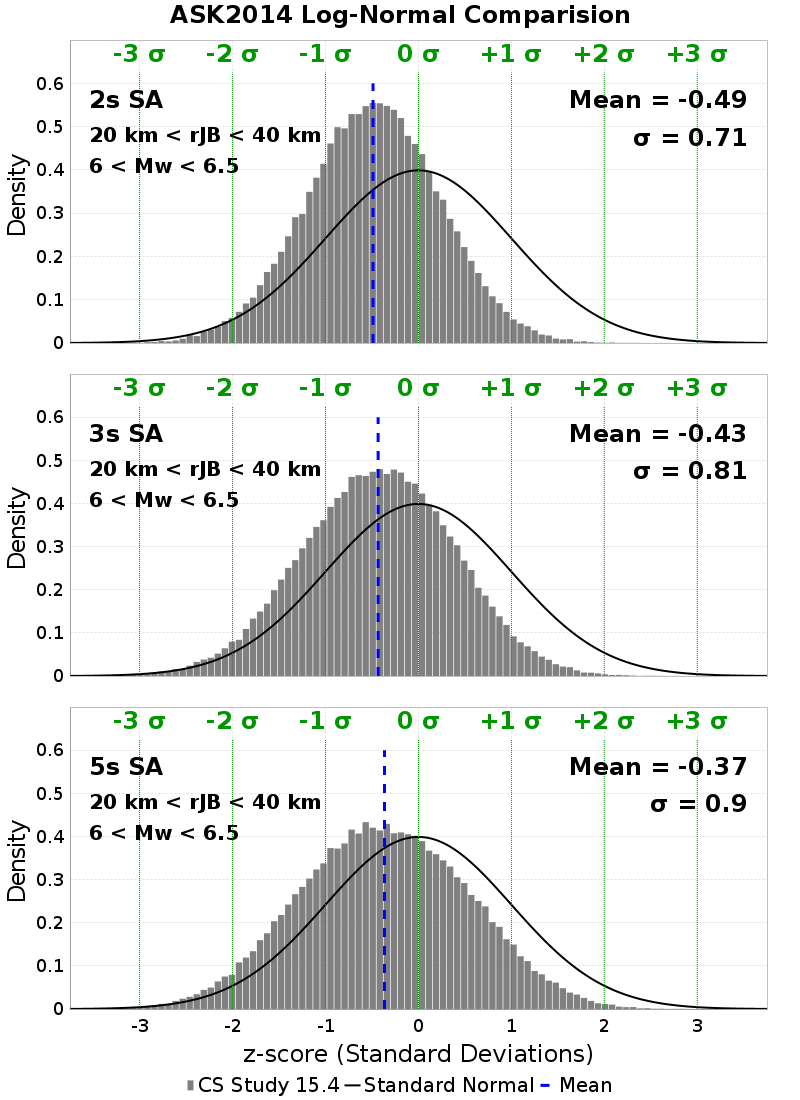 ASK2014 Log-Normal Comparision
-3 σ -2 σ -1 σ 0 σ +1 σ +2 σ +3 σ
2s SA
Mean = -0.49
20 km < rJB < 40 km
σ = 0.71
6 < Mw < 6.5
Density
0.6
0.5
0.4
0.3
0.2
0.1
0
-3 σ -2 σ -1 σ 0 σ +1 σ +2 σ +3 σ
3s SA
Mean = -0.43
20 km < rJB < 40 km
σ = 0.81
6 < Mw < 6.5
Density
0.6
0.5
0.4
0.3
0.2
0.1
0
-3 σ -2 σ -1 σ 0 σ +1 σ +2 σ +3 σ
5s SA
Mean = -0.37
20 km < rJB < 40 km
σ = 0.9
6 < Mw < 6.5
Density
0.6
0.5
0.4
0.3
0.2
0.1
0
-3 -2 -1 0 1 2 3
z-score (Standard Deviations)
CS Study 15.4 Standard Normal Mean